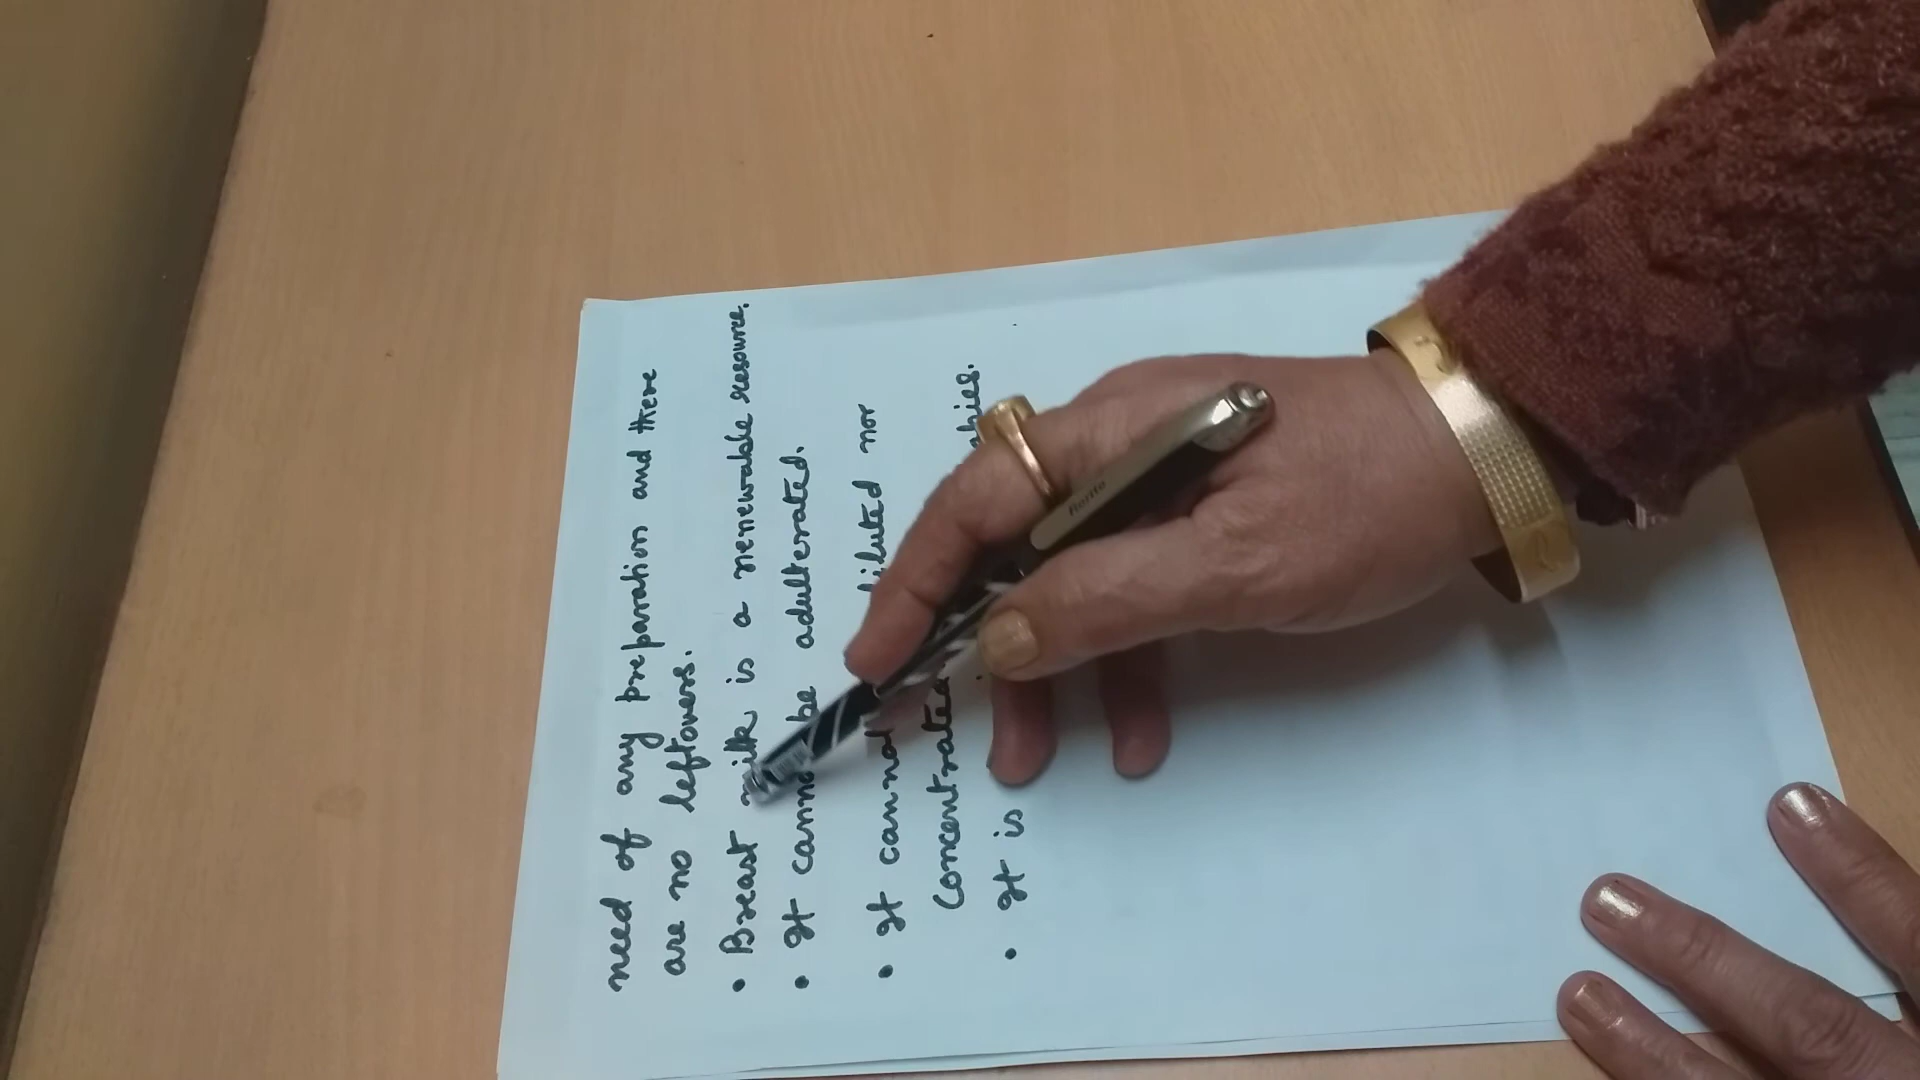 need of any preparation and there
are no leftovers.
• Breast milk is a renewable resource.
• It cannot be adulterated.
• It cannot diluted nor
Concentrated
• It is